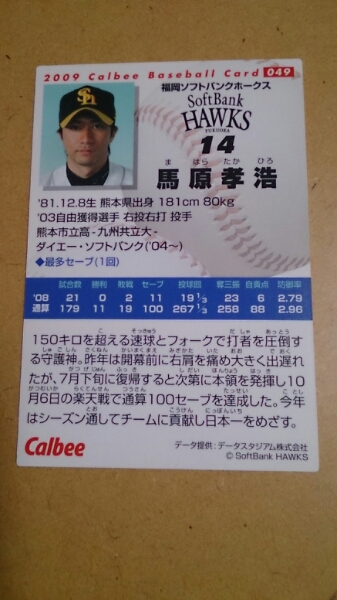 2009 Calbee Baseball Card 049
福岡ソフトバンクホークス
SH
SoftBank
HAWKS
FUKUOKA
14
ま はら たか ひろ
馬原孝浩
'81.12.8生 熊本県出身 181cm 80kg
'03自由獲得選手 右投右打 投手
熊本市立高-九州共立大-
ダイエー・ソフトバンク('04〜)
◆最多セーブ(1回)
試合数 勝利 敗戦 セーブ 投球回 奪三振 自責点 防御率
'08 21 0 2 11 19 1/3 23 6 2.79
通算 179 11 19 100 267 1/3 258 88 2.96
150キロを超える速球とフォークで打者を圧倒す
る守護神。昨年は開幕前に右肩を痛め大きく出遅れ
たが、7月下旬に復帰すると次第に本領を発揮し10
月6日の楽天戦で通算100セーブを達成した。今年
はシーズン通してチームに貢献し日本一をめざす。
Calbee
データ提供:データスタジアム株式会社
© SoftBank HAWKS